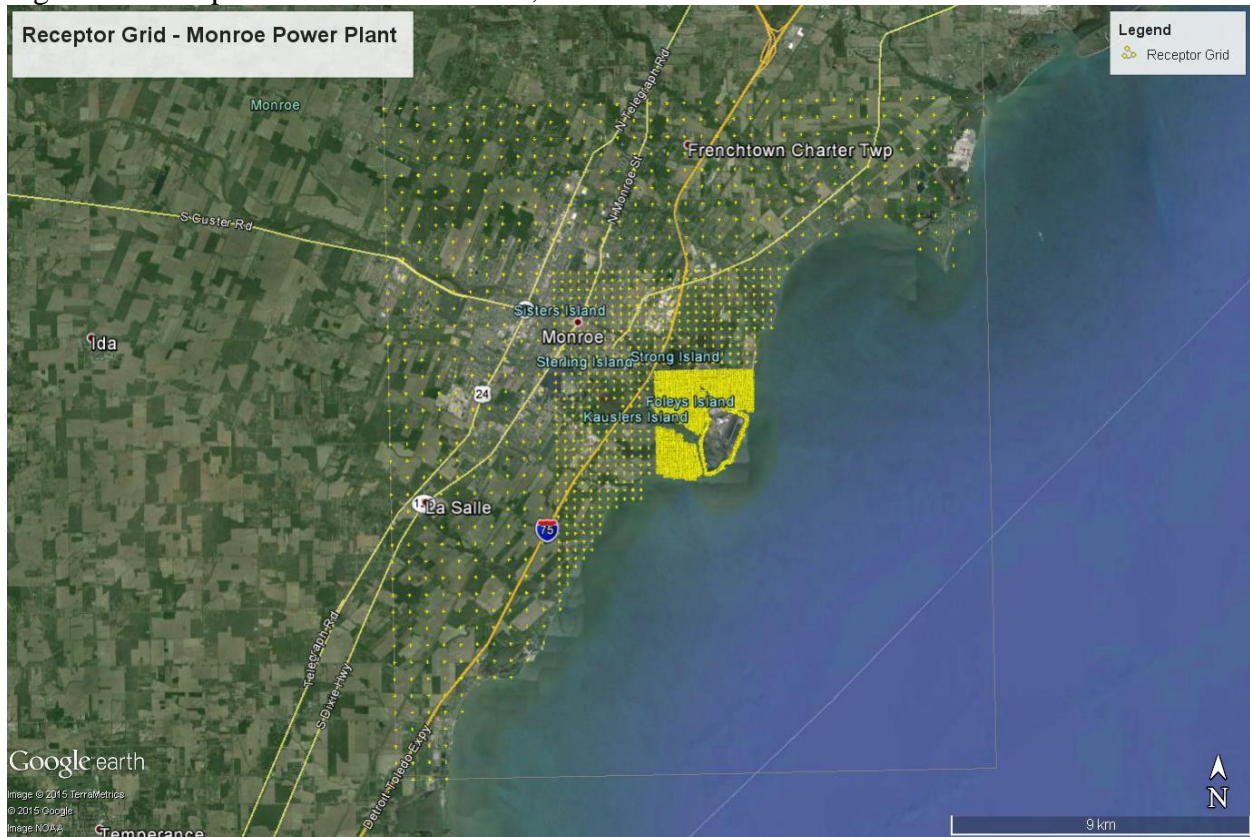 Receptor Grid - Monroe Power Plant
Legend
Receptor Grid
Monroe
N Telegraph Rd
Frenchtown Charter Twp
N Monroe St
S Custer Rd
Sisters Island
Monroe
Ida
Sterling Island
Strong Island
24
Foleys Island
Kauslers Island
La Salle
75
Telegraph Rd
S Dixie Hwy
Detroit-Toledo Expy
Google earth
Image © 2015 TerraMetrics
© 2015 Google
Image NOAA
Temperance
N
9 km